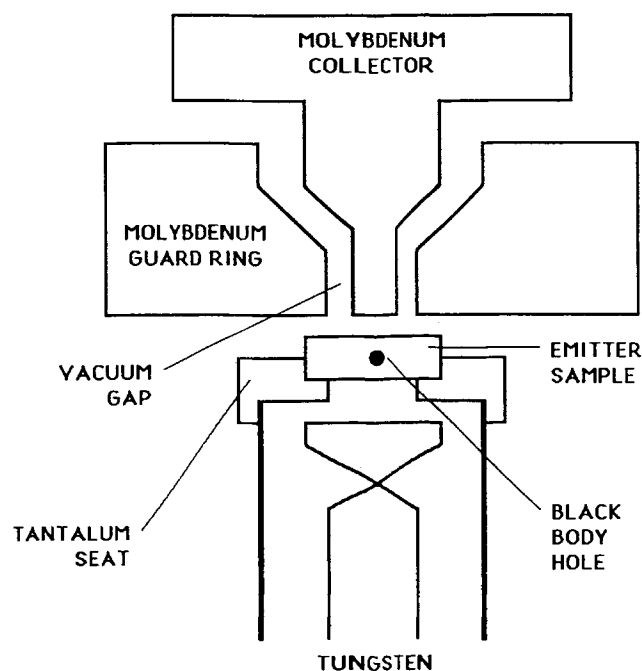 MOLYBDENUM
COLLECTOR
MOLYBDENUM
GUARD RING
VACUUM
GAP
EMITTER
SAMPLE
TANTALUM
SEAT
BLACK
BODY
HOLE
TUNGSTEN